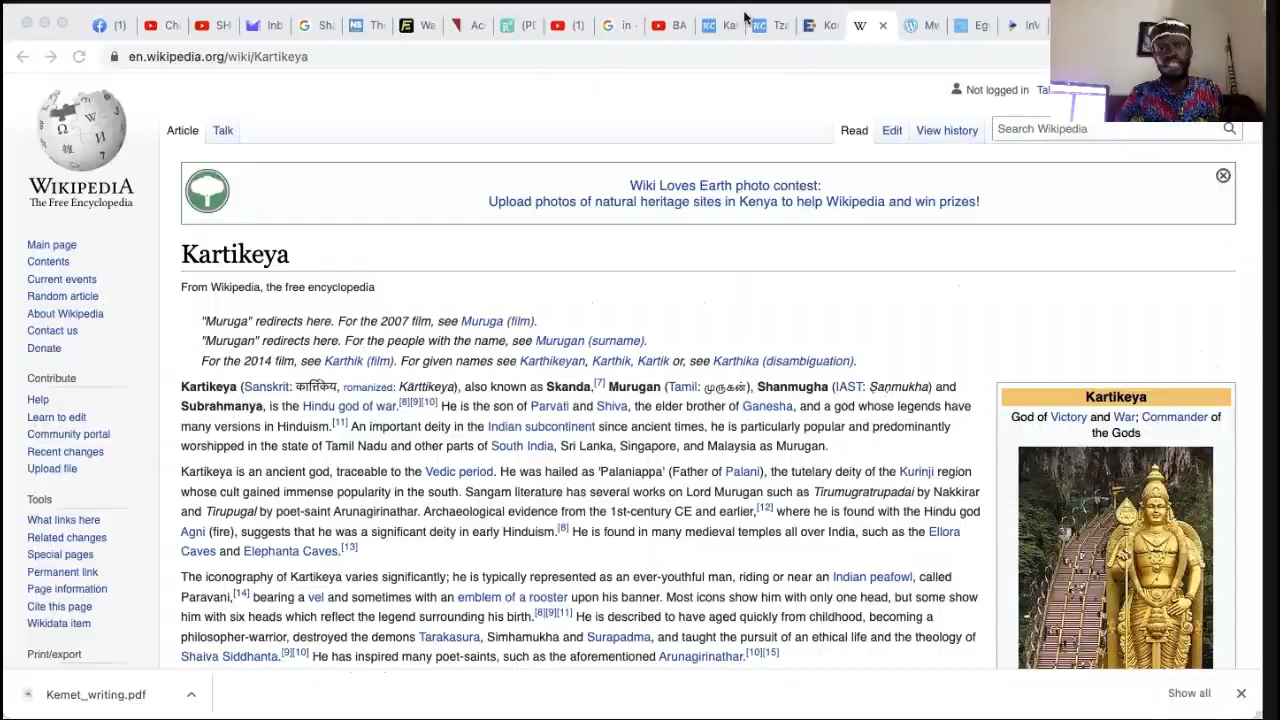 (1)
Inb
Wa
(1)
in -
BA
Tza
W
en.wikipedia.org/wiki/Kartikeya
Not logged in
Article Talk
Read Edit View history
Search Wikipedia
WIKIPEDIA
The Free Encyclopedia
Wiki Loves Earth photo contest:
Upload photos of natural heritage sites in Kenya to help Wikipedia and win prizes!
Main page
Contents
Current events
Random article
About Wikipedia
Contact us
Donate
Contribute
Help
Learn to edit
Community portal
Recent changes
Upload file
Tools
What links here
Related changes
Special pages
Permanent link
Page information
Cite this page
Wikidata item
Print/export
Kartikeya
From Wikipedia, the free encyclopedia
"Muruga" redirects here. For the 2007 film, see Muruga (film).
"Murugan" redirects here. For the people with the name, see Murugan (surname).
For the 2014 film, see Karthik (film). For given names see Karthikeyan, Karthik, Kartik or, see Karthika (disambiguation).
Kartikeya (Sanskrit: कार्त्तिकेय, romanized: Kārttikeya), also known as Skanda,[7] Murugan (Tamil: முருகன்), Shanmugha (IAST: Ṣaṇmukha) and
Subrahmanya, is the Hindu god of war.[8][9][10] He is the son of Parvati and Shiva, the elder brother of Ganesha, and a god whose legends have
many versions in Hinduism.[11] An important deity in the Indian subcontinent since ancient times, he is particularly popular and predominantly
worshipped in the state of Tamil Nadu and other parts of South India, Sri Lanka, Singapore, and Malaysia as Murugan.
Kartikeya is an ancient god, traceable to the Vedic period. He was hailed as 'Palaniappa' (Father of Palani), the tutelary deity of the Kurinji region
whose cult gained immense popularity in the south. Sangam literature has several works on Lord Murugan such as Tirumugratrupadai by Nakkirar
and Tirupugal by poet-saint Arunagirinathar. Archaeological evidence from the 1st-century CE and earlier,[12] where he is found with the Hindu god
Agni (fire), suggests that he was a significant deity in early Hinduism.[8] He is found in many medieval temples all over India, such as the Ellora
Caves and Elephanta Caves.[13]
The iconography of Kartikeya varies significantly; he is typically represented as an ever-youthful man, riding or near an Indian peafowl, called
Paravani,[14] bearing a vel and sometimes with an emblem of a rooster upon his banner. Most icons show him with only one head, but some show
him with six heads which reflect the legend surrounding his birth.[8][9][11] He is described to have aged quickly from childhood, becoming a
philosopher-warrior, destroyed the demons Tarakasura, Simhamukha and Surapadma, and taught the pursuit of an ethical life and the theology of
Shaiva Siddhanta.[9][10] He has inspired many poet-saints, such as the aforementioned Arunagirinathar.[10][15]
Kartikeya
God of Victory and War; Commander of
the Gods
Kemet_writing.pdf
Show all